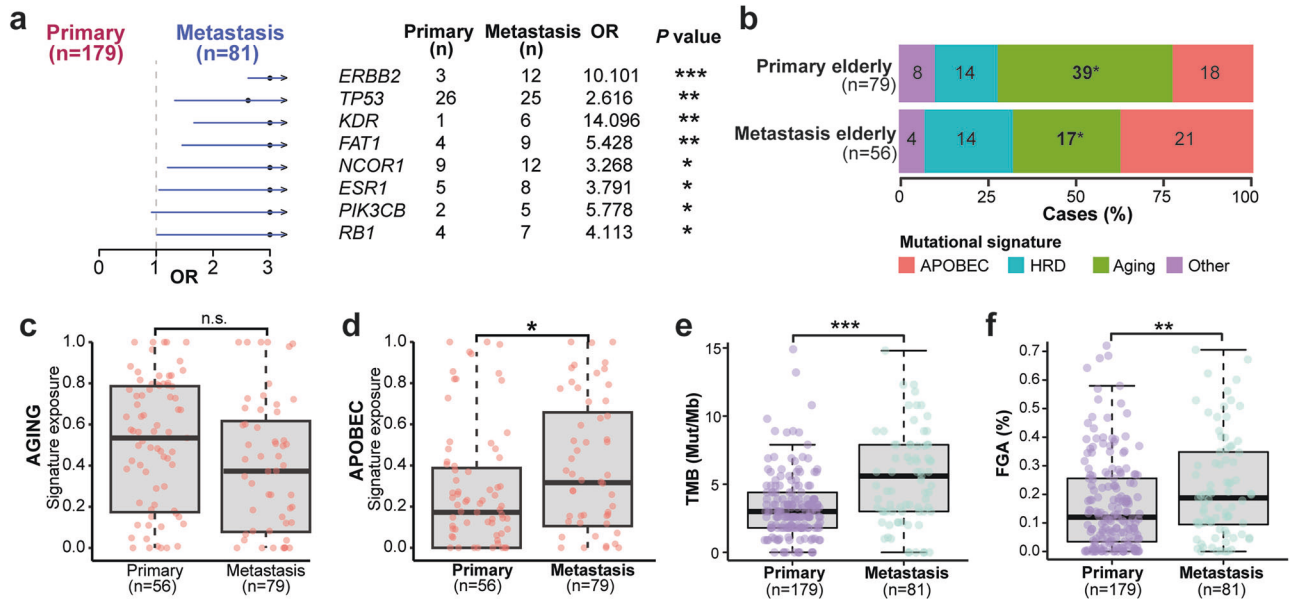 a
Primary
(n=179)
Metastasis
(n=81)
Primary
(n)
Metastasis
(n)
OR
P value
ERBB2 3 12 10.101 ***
TP53 26 25 2.616 **
KDR 1 6 14.096 **
FAT1 4 9 5.428 **
NCOR1 9 12 3.268 *
ESR1 5 8 3.791 *
PIK3CB 2 5 5.778 *
RB1 4 7 4.113 *
0 1 2 3
OR
b
Primary elderly
(n=79)
8 14 39* 18
Metastasis elderly
(n=56)
4 14 17* 21
0 25 50 75 100
Cases (%)
Mutational signature
APOBEC HRD Aging Other
c
n.s.
AGING
Signature exposure
1.0
0.8
0.6
0.4
0.2
0.0
Primary
(n=56)
Metastasis
(n=79)
d
*
APOBEC
Signature exposure
1.0
0.8
0.6
0.4
0.2
0.0
Primary
(n=56)
Metastasis
(n=79)
e
***
TMB (Mut/Mb)
15
10
5
0
Primary
(n=179)
Metastasis
(n=81)
f
**
FGA (%)
0.7
0.6
0.5
0.4
0.3
0.2
0.1
0.0
Primary
(n=179)
Metastasis
(n=81)